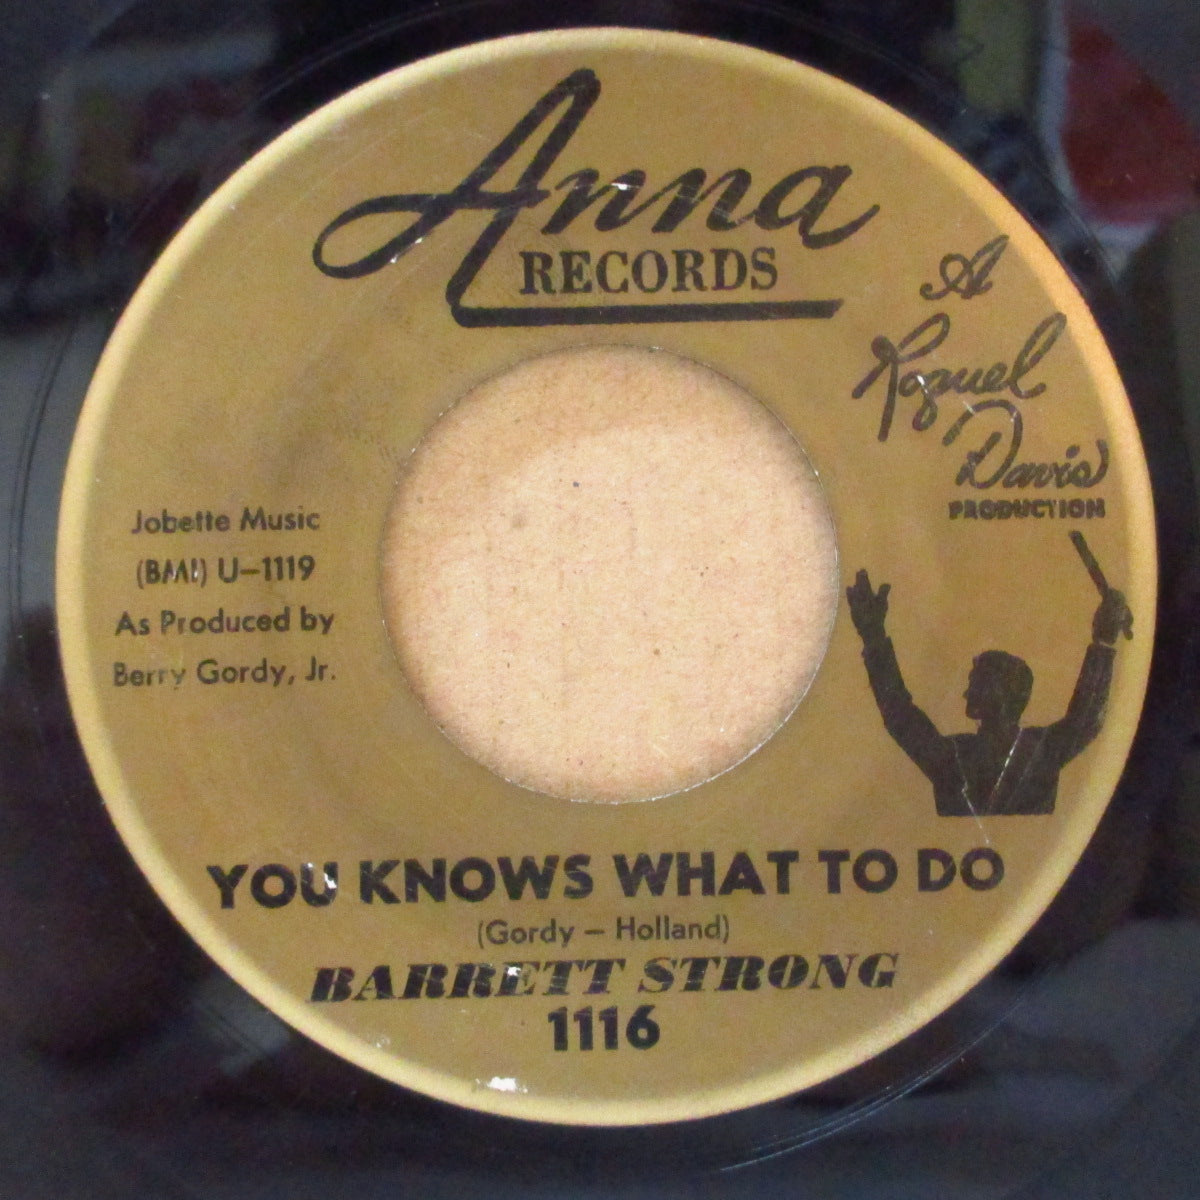 Anna
RECORDS
A
Roquel
Davis
PRODUCTION
Jobette Music
(BMI) U-1119
As Produced by
Berry Gordy, Jr.
YOU KNOWS WHAT TO DO
(Gordy - Holland)
BARRETT STRONG
1116